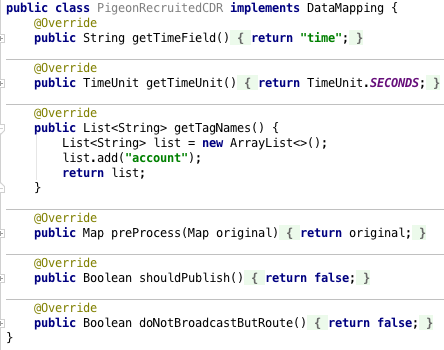 public class PigeonRecruitedCDR implements DataMapping {
@Override
public String getTimeField() { return "time"; }
@Override
public TimeUnit getTimeUnit() { return TimeUnit.SECONDS; }
@Override
public List<String> getTagNames() {
List<String> list = new ArrayList<>();
list.add("account");
return list;
}
@Override
public Map preProcess(Map original) { return original; }
@Override
public Boolean shouldPublish() { return false; }
@Override
public Boolean doNotBroadcastButRoute() { return false; }
}